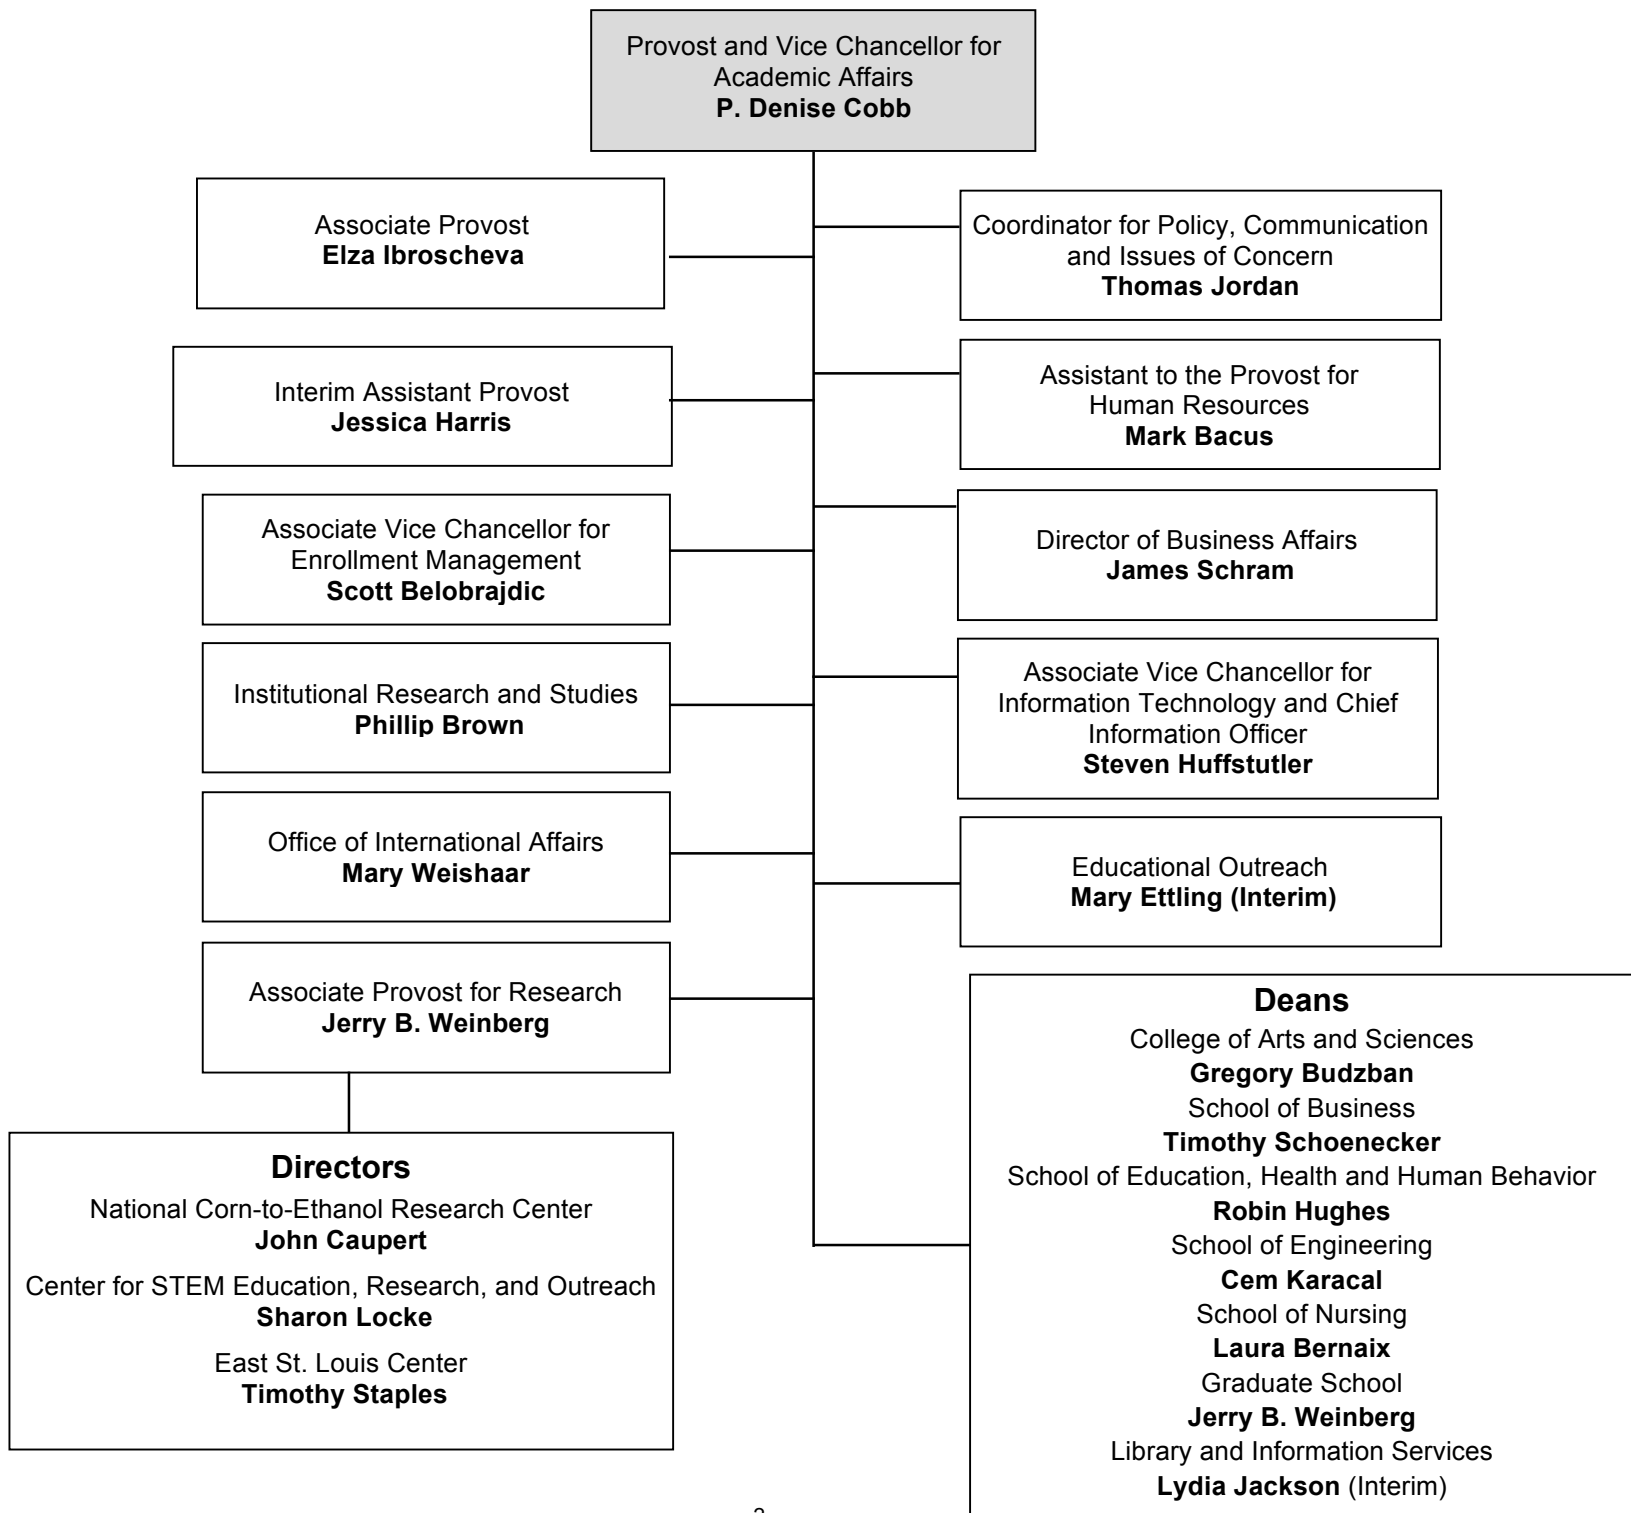 Provost and Vice Chancellor for
Academic Affairs
P. Denise Cobb
Associate Provost
Elza Ibroscheva
Coordinator for Policy, Communication
and Issues of Concern
Thomas Jordan
Interim Assistant Provost
Jessica Harris
Assistant to the Provost for
Human Resources
Mark Bacus
Associate Vice Chancellor for
Enrollment Management
Scott Belobrajdic
Director of Business Affairs
James Schram
Institutional Research and Studies
Phillip Brown
Associate Vice Chancellor for
Information Technology and Chief
Information Officer
Steven Huffstutler
Office of International Affairs
Mary Weishaar
Educational Outreach
Mary Ettling (Interim)
Associate Provost for Research
Jerry B. Weinberg
Directors
National Corn-to-Ethanol Research Center
John Caupert
Center for STEM Education, Research, and Outreach
Sharon Locke
East St. Louis Center
Timothy Staples
Deans
College of Arts and Sciences
Gregory Budzban
School of Business
Timothy Schoenecker
School of Education, Health and Human Behavior
Robin Hughes
School of Engineering
Cem Karacal
School of Nursing
Laura Bernaix
Graduate School
Jerry B. Weinberg
Library and Information Services
Lydia Jackson (Interim)